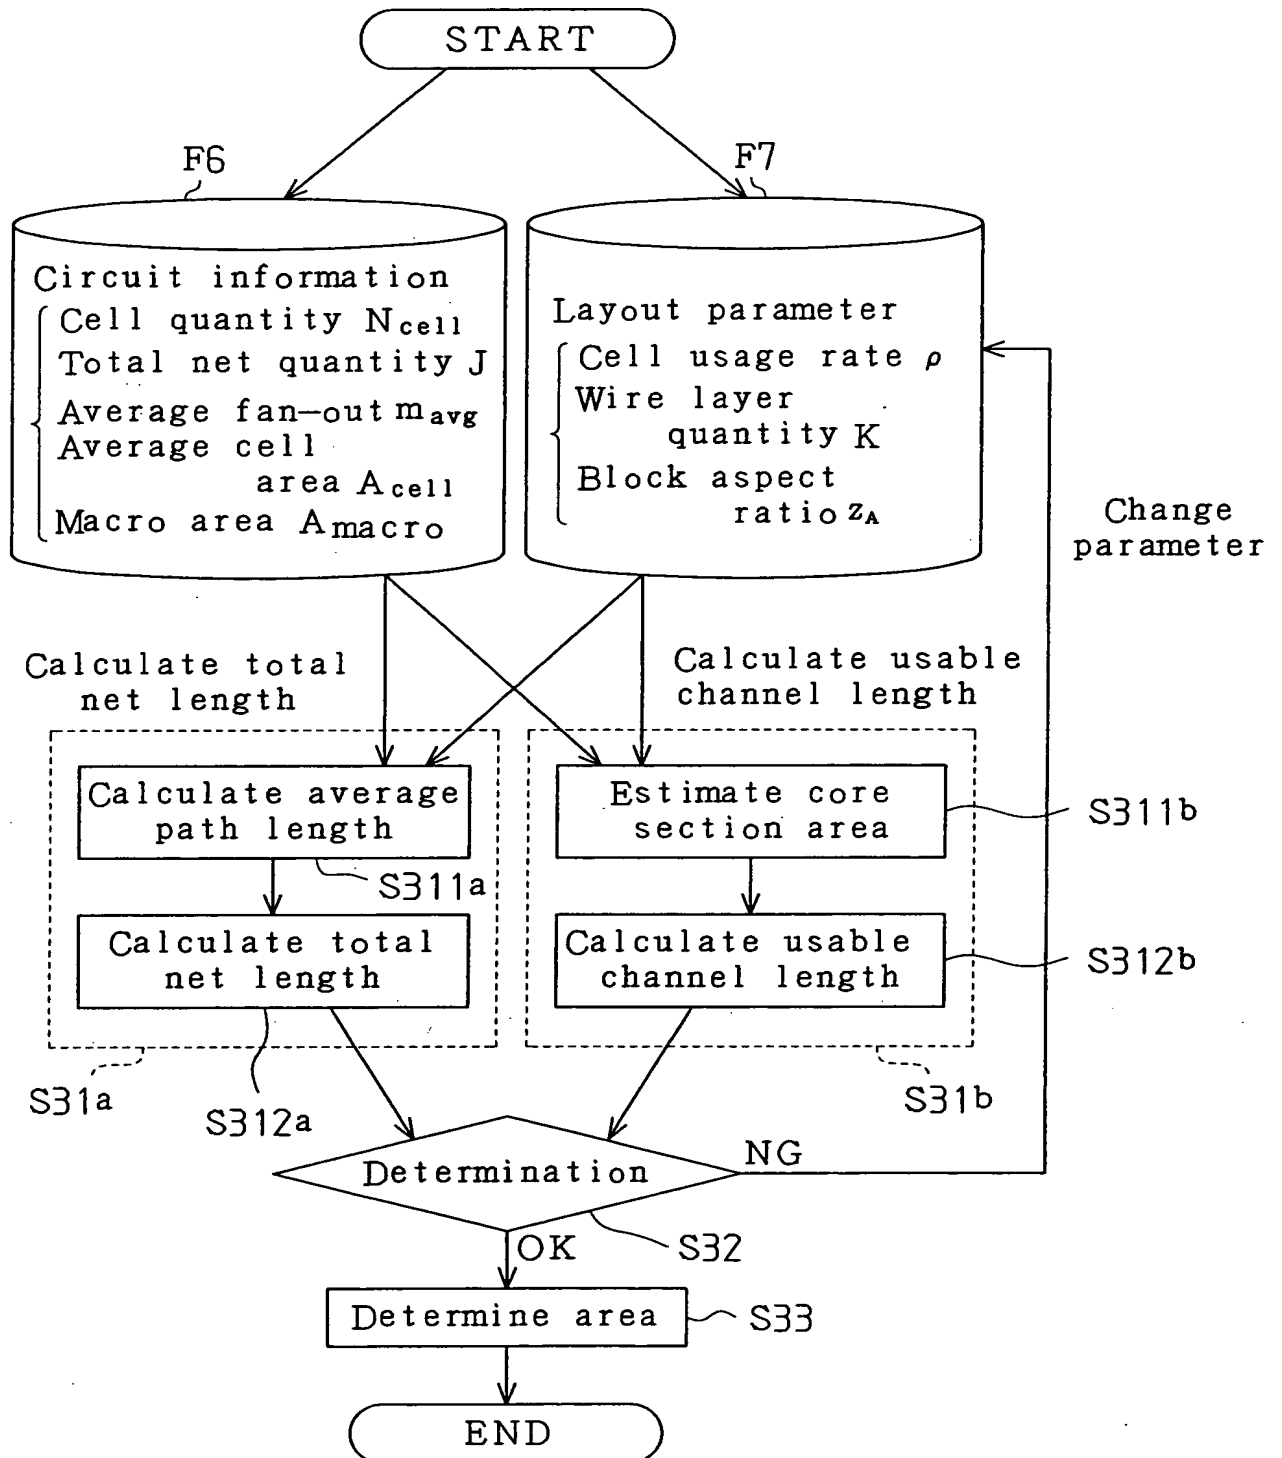 START
F6
F7
Circuit information
Cell quantity Ncell
Total net quantity J
Average fan-out mavg
Average cell
area Acell
Macro area Amacro
Layout parameter
Cell usage rate ρ
Wire layer
quantity K
Block aspect
ratio zA
Change
parameter
Calculate total
net length
Calculate usable
channel length
Calculate average
path length
S311a
Estimate core
section area
S311b
Calculate total
net length
S312a
Calculate usable
channel length
S312b
S31a
S31b
Determination
NG
S32
OK
Determine area
S33
END